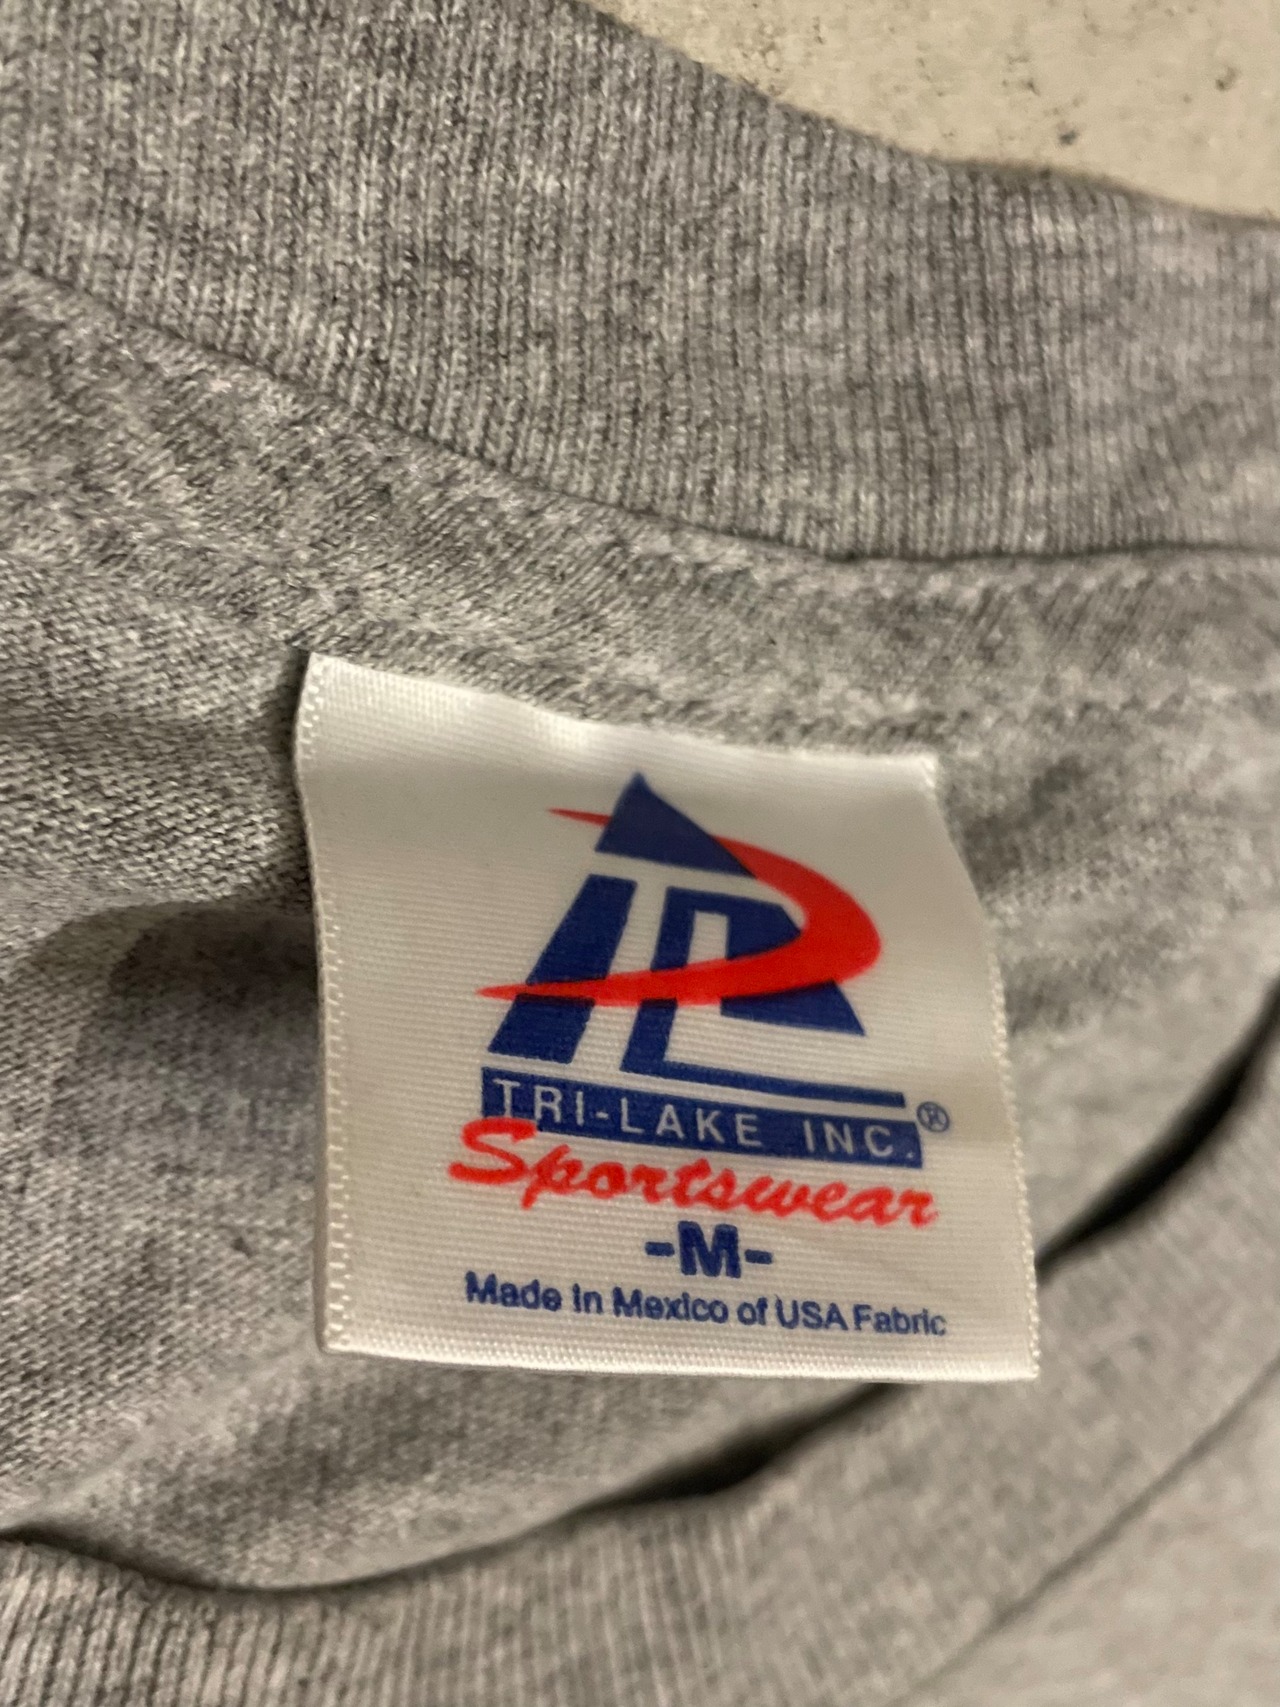 TL
TRI-LAKE INC.®
Sportswear
-M-
Made in Mexico of USA Fabric